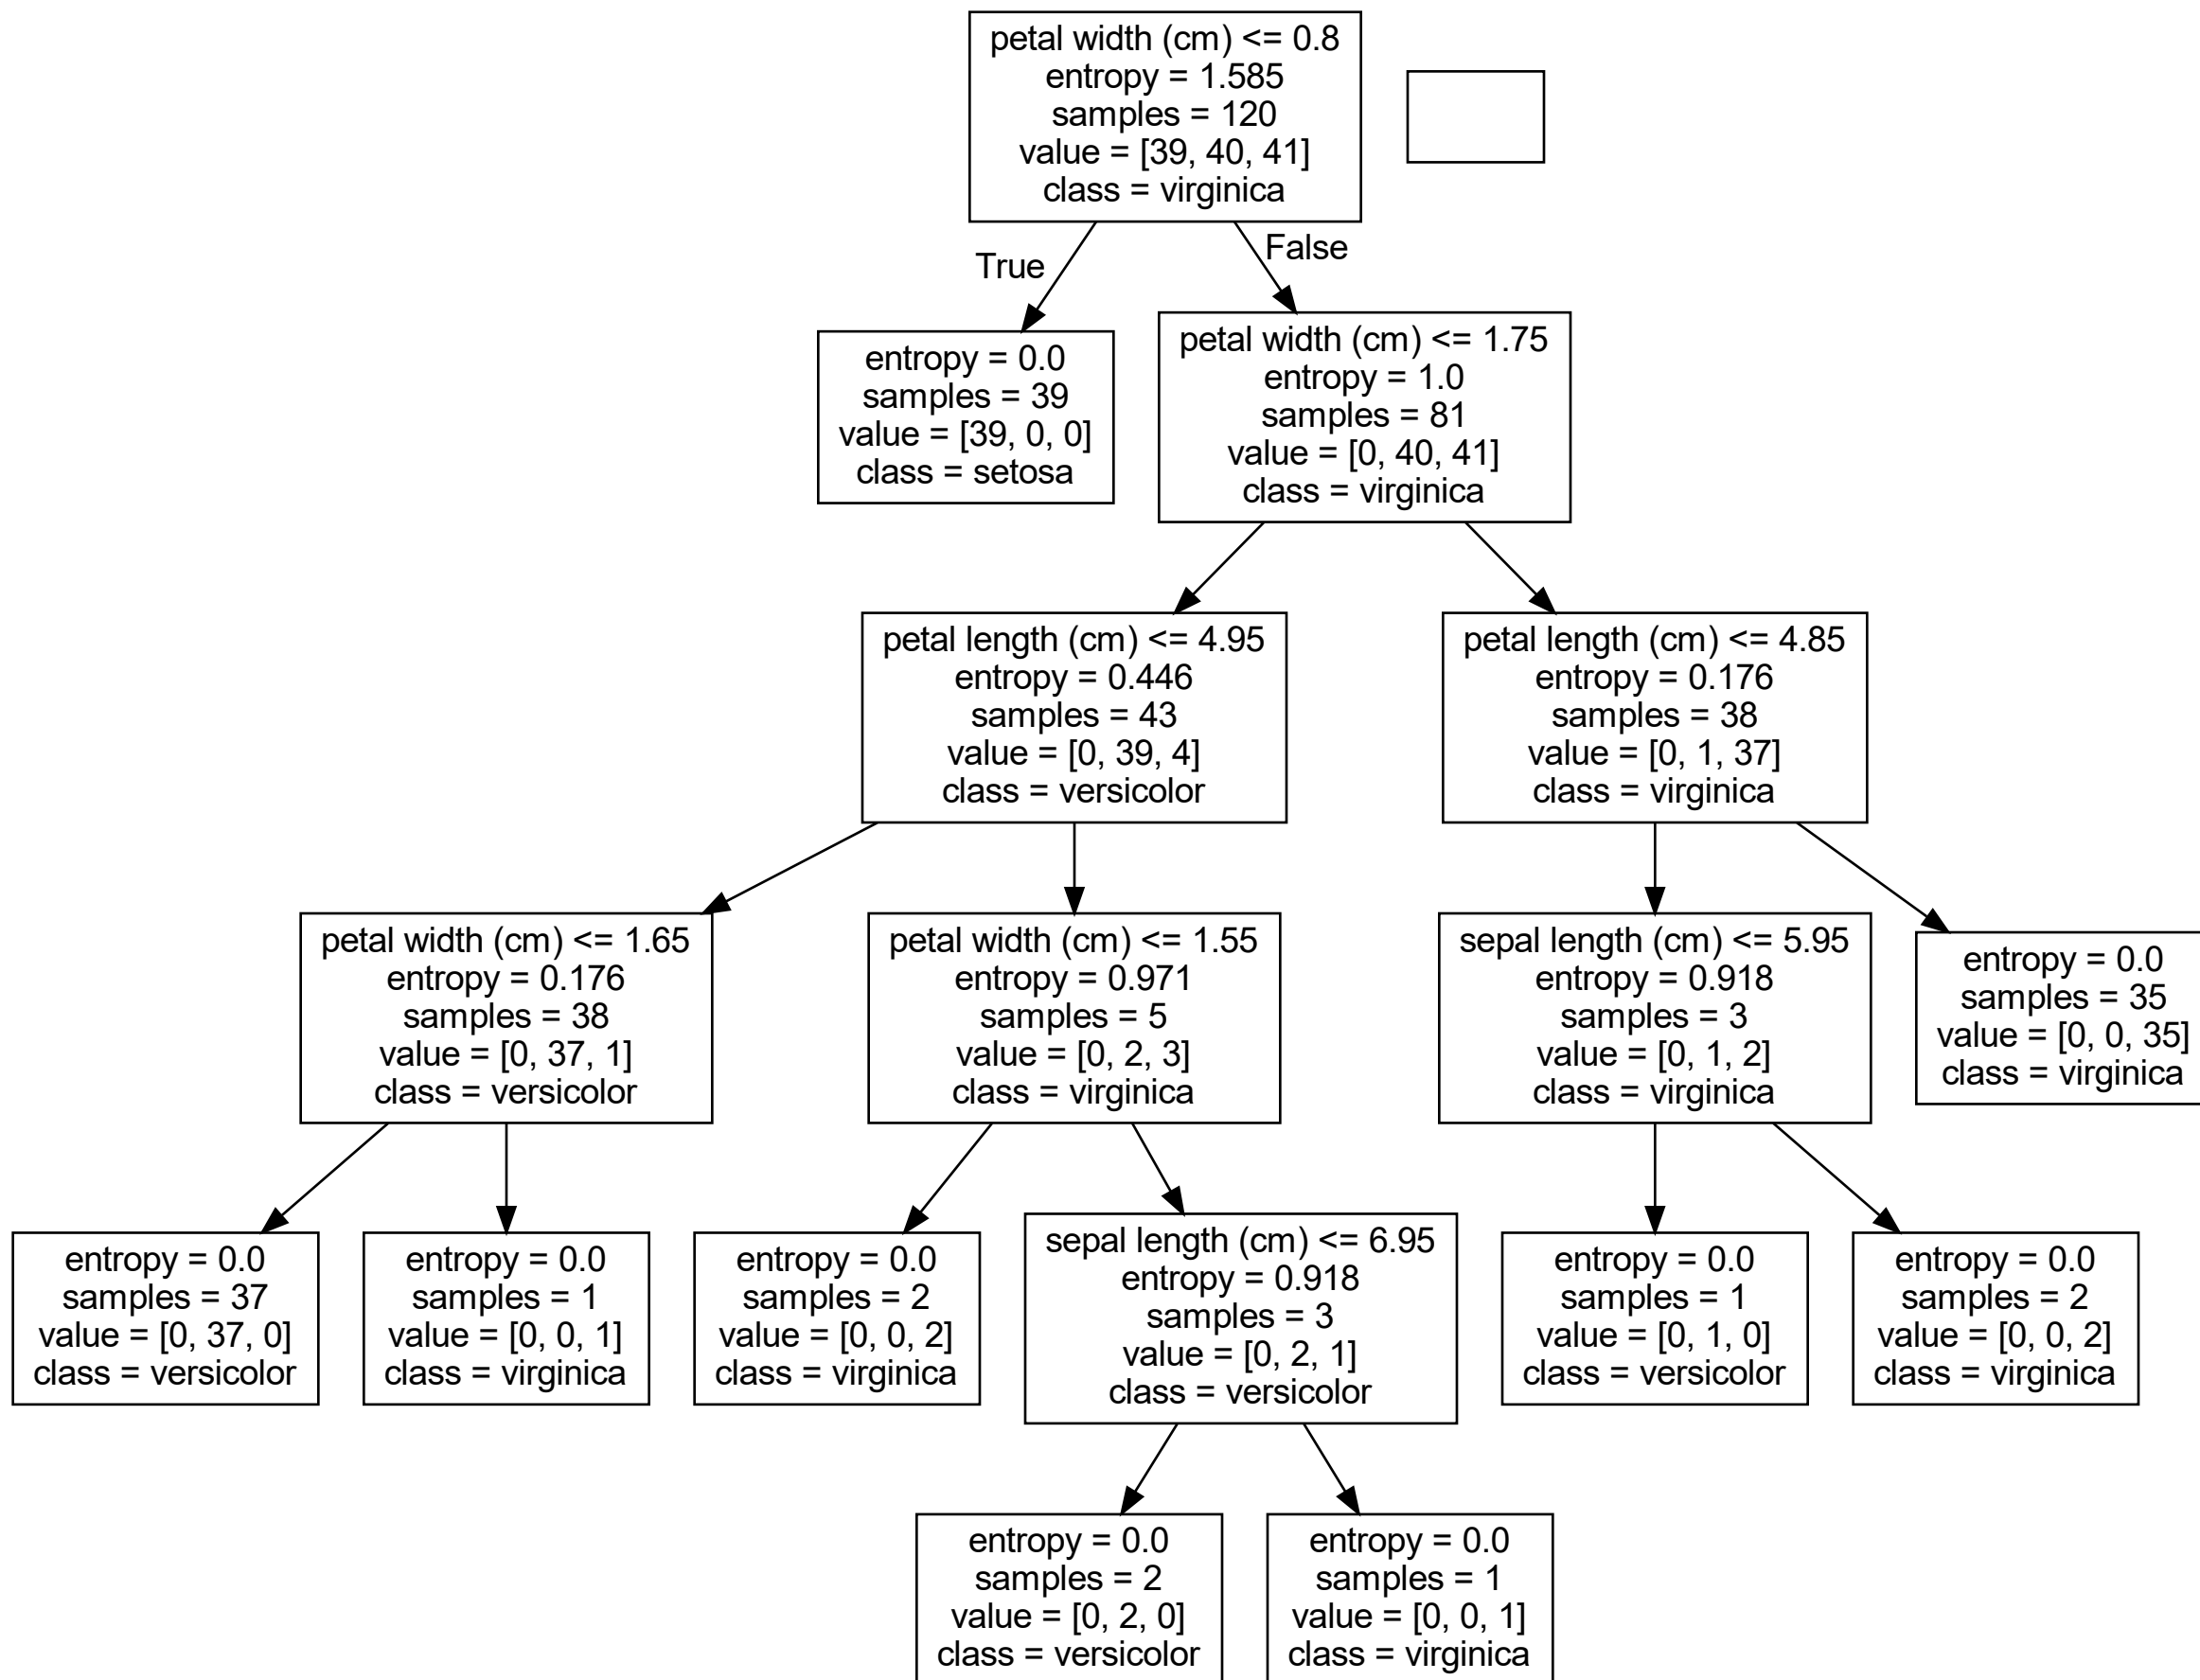 petal width (cm) <= 0.8
entropy = 1.585
samples = 120
value = [39, 40, 41]
class = virginica
True
False
entropy = 0.0
samples = 39
value = [39, 0, 0]
class = setosa
petal width (cm) <= 1.75
entropy = 1.0
samples = 81
value = [0, 40, 41]
class = virginica
petal length (cm) <= 4.95
entropy = 0.446
samples = 43
value = [0, 39, 4]
class = versicolor
petal length (cm) <= 4.85
entropy = 0.176
samples = 38
value = [0, 1, 37]
class = virginica
petal width (cm) <= 1.65
entropy = 0.176
samples = 38
value = [0, 37, 1]
class = versicolor
petal width (cm) <= 1.55
entropy = 0.971
samples = 5
value = [0, 2, 3]
class = virginica
sepal length (cm) <= 5.95
entropy = 0.918
samples = 3
value = [0, 1, 2]
class = virginica
entropy = 0.0
samples = 35
value = [0, 0, 35]
class = virginica
entropy = 0.0
samples = 37
value = [0, 37, 0]
class = versicolor
entropy = 0.0
samples = 1
value = [0, 0, 1]
class = virginica
entropy = 0.0
samples = 2
value = [0, 0, 2]
class = virginica
sepal length (cm) <= 6.95
entropy = 0.918
samples = 3
value = [0, 2, 1]
class = versicolor
entropy = 0.0
samples = 1
value = [0, 1, 0]
class = versicolor
entropy = 0.0
samples = 2
value = [0, 0, 2]
class = virginica
entropy = 0.0
samples = 2
value = [0, 2, 0]
class = versicolor
entropy = 0.0
samples = 1
value = [0, 0, 1]
class = virginica